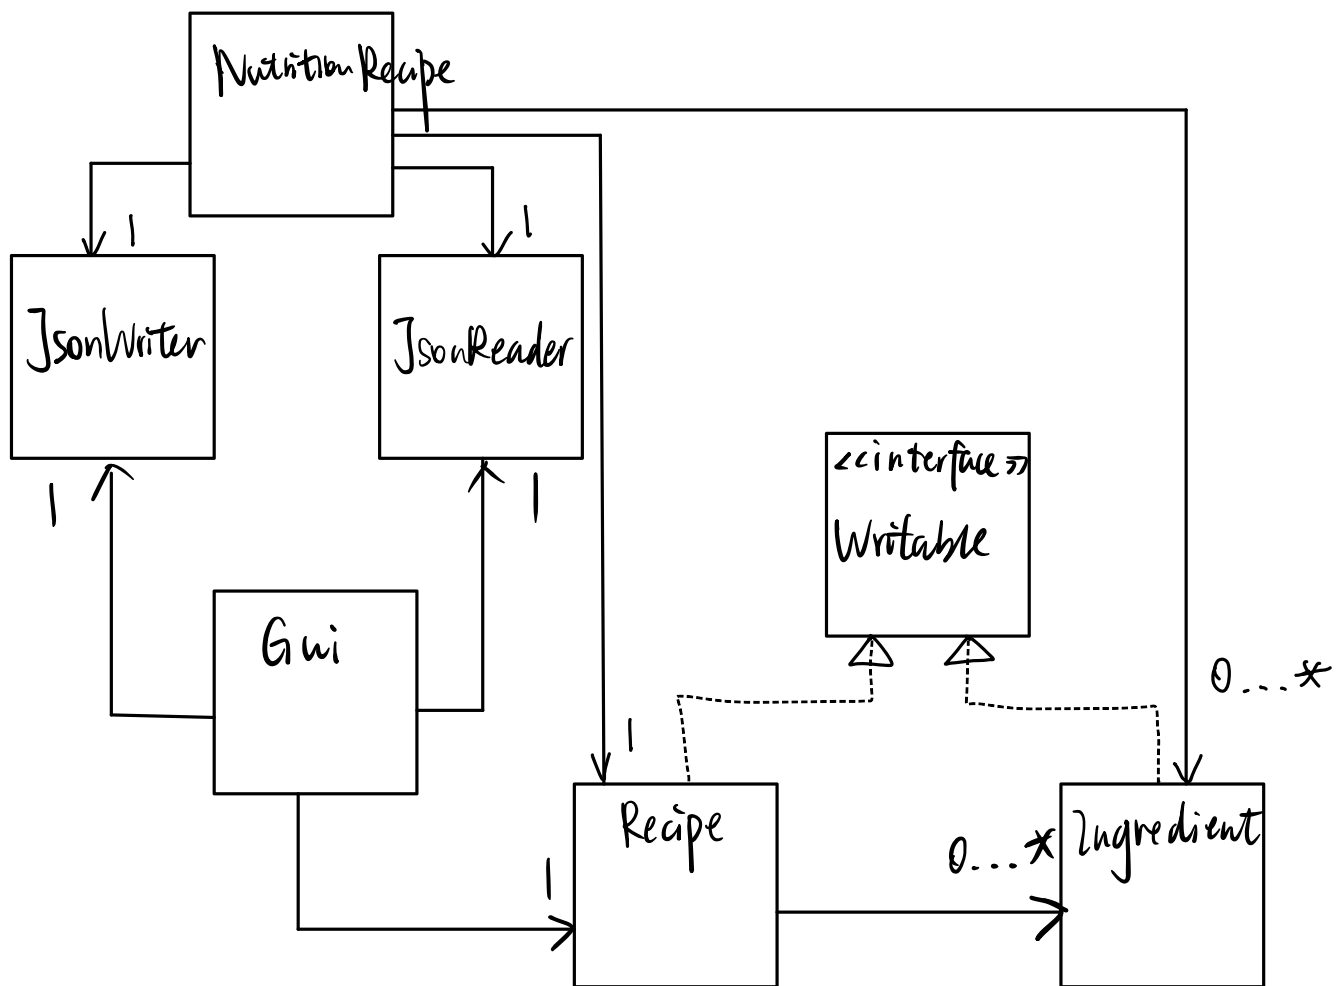 NutritionRecipe
1
1
JsonWriter
JsonReader
<<interface>>
Writable
1
1
Gui
0...*
1
Recipe
Ingredient
0...*
1